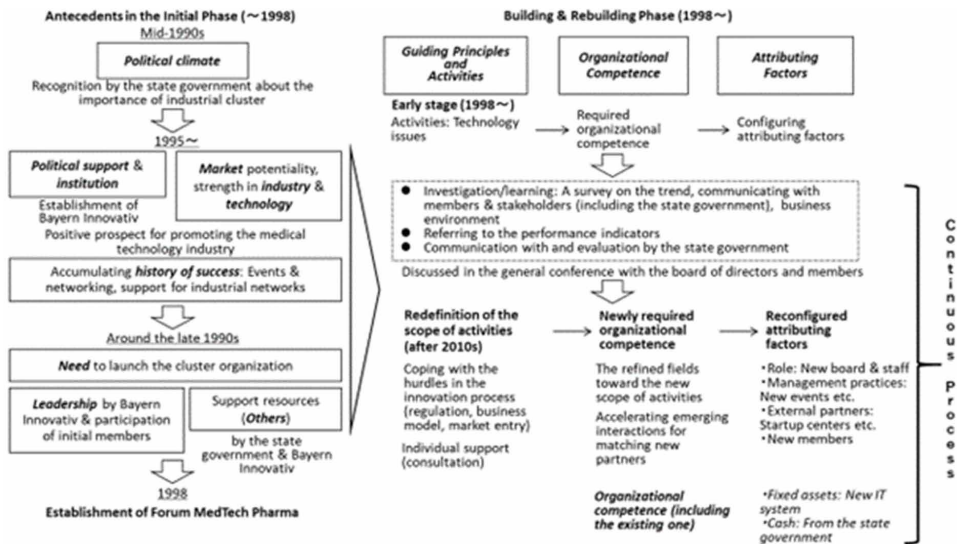 Antecedents in the Initial Phase (～1998)
Mid-1990s
Political climate
Recognition by the state government about the
importance of industrial cluster
1995～
Political support &
institution
Market potentiality,
strength in industry &
technology
Establishment of
Bayern Innovativ
Positive prospect for promoting the medical
technology industry
Accumulating history of success: Events &
networking, support for industrial networks
Around the late 1990s
Need to launch the cluster organization
Leadership by Bayern
Innovativ & participation
of initial members
Support resources
(Others)
by the state
government & Bayern
Innovativ
1998
Establishment of Forum MedTech Pharma
Building & Rebuilding Phase (1998～)
Guiding Principles
and
Activities
Organizational
Competence
Attributing
Factors
Early stage (1998～)
Activities: Technology
issues
Required
organizational
competence
Configuring
attributing factors
● Investigation/learning: A survey on the trend, communicating with
members & stakeholders (including the state government), business
environment
● Referring to the performance indicators
● Communication with and evaluation by the state government
Discussed in the general conference with the board of directors and members
Redefinition of the
scope of activities
(after 2010s)
Coping with the
hurdles in the
innovation process
(regulation, business
model, market entry)
Individual support
(consultation)
Newly required
organizational
competence
The refined fields
toward the new
scope of activities
Accelerating emerging
interactions for
matching new
partners
Organizational
competence (including
the existing one)
Reconfigured
attributing
factors
・Role: New board & staff
・Management practices:
New events etc.
・External partners:
Startup centers etc.
・New members
・Fixed assets: New IT
system
・Cash: From the state
government
Continuous Process